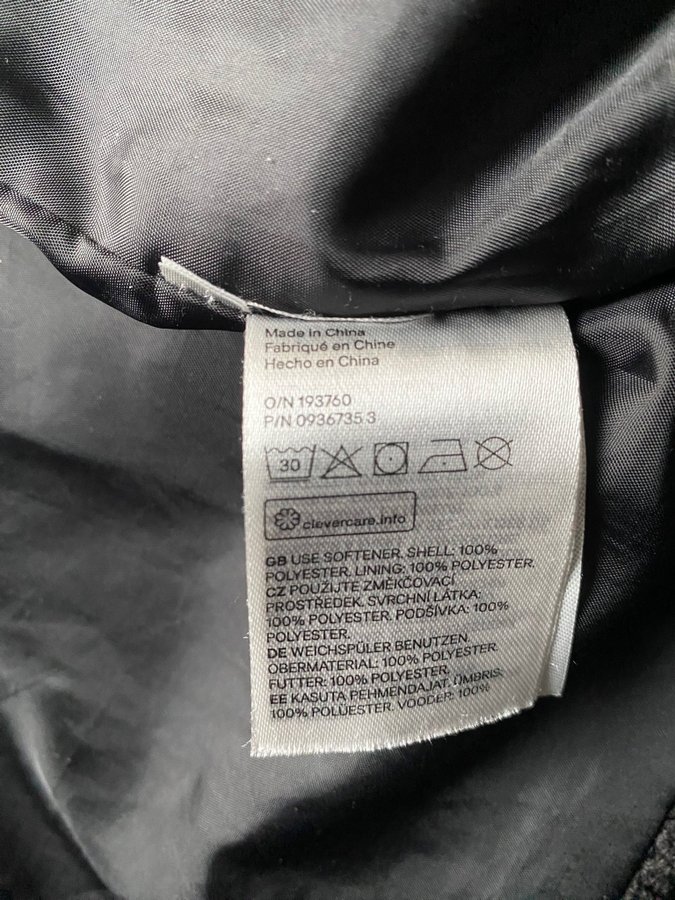 Made in China
Fabriqué en Chine
Hecho en China
O/N 193760
P/N 0936735 3
30
clevercare.info
GB USE SOFTENER. SHELL: 100%
POLYESTER. LINING: 100% POLYESTER.
CZ POUŽIJTE ZMĚKČOVACÍ
PROSTŘEDEK. SVRCHNÍ LÁTKA:
100% POLYESTER. PODŠÍVKA: 100%
POLYESTER.
DE WEICHSPÜLER BENUTZEN.
OBERMATERIAL: 100% POLYESTER.
FUTTER: 100% POLYESTER.
EE KASUTA PEHMENDAJAT. ÜMBRIS:
100% POLÜESTER. VOODER: 100%